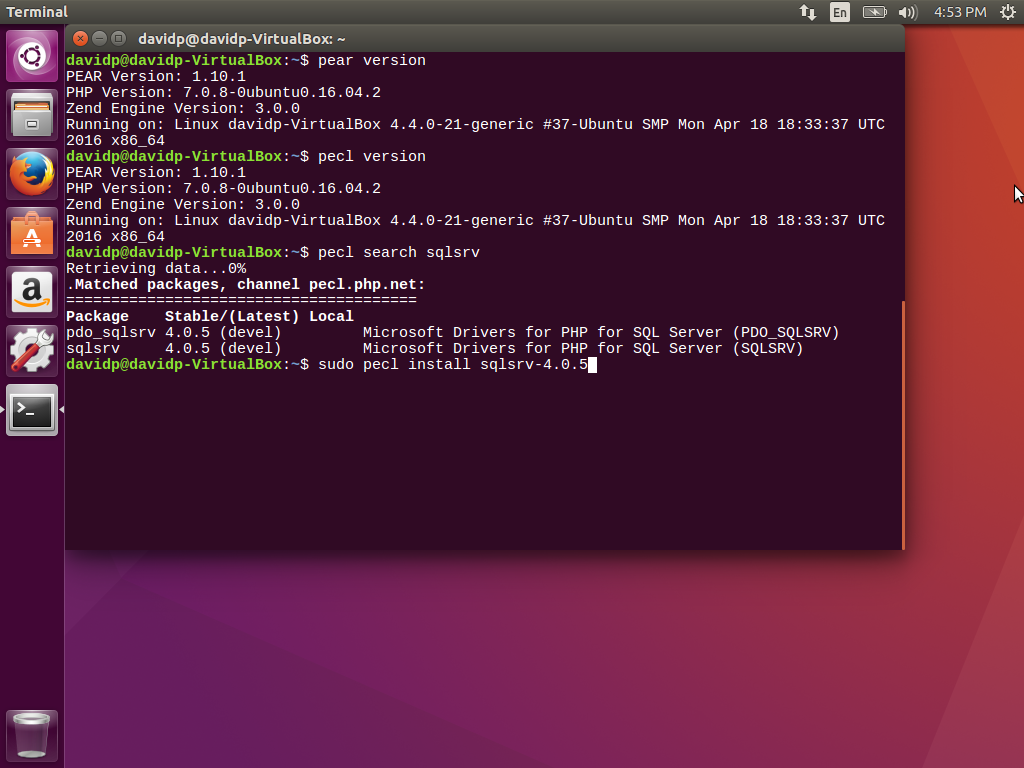 Terminal
En
4:53 PM
davidp@davidp-VirtualBox: ~
davidp@davidp-VirtualBox:~$ pear version
PEAR Version: 1.10.1
PHP Version: 7.0.8-0ubuntu0.16.04.2
Zend Engine Version: 3.0.0
Running on: Linux davidp-VirtualBox 4.4.0-21-generic #37-Ubuntu SMP Mon Apr 18 18:33:37 UTC
2016 x86_64
davidp@davidp-VirtualBox:~$ pecl version
PEAR Version: 1.10.1
PHP Version: 7.0.8-0ubuntu0.16.04.2
Zend Engine Version: 3.0.0
Running on: Linux davidp-VirtualBox 4.4.0-21-generic #37-Ubuntu SMP Mon Apr 18 18:33:37 UTC
2016 x86_64
davidp@davidp-VirtualBox:~$ pecl search sqlsrv
Retrieving data...0%
.Matched packages, channel pecl.php.net:
=======================================
Package    Stable/(Latest) Local
pdo_sqlsrv 4.0.5 (devel)         Microsoft Drivers for PHP for SQL Server (PDO_SQLSRV)
sqlsrv     4.0.5 (devel)         Microsoft Drivers for PHP for SQL Server (SQLSRV)
davidp@davidp-VirtualBox:~$ sudo pecl install sqlsrv-4.0.5